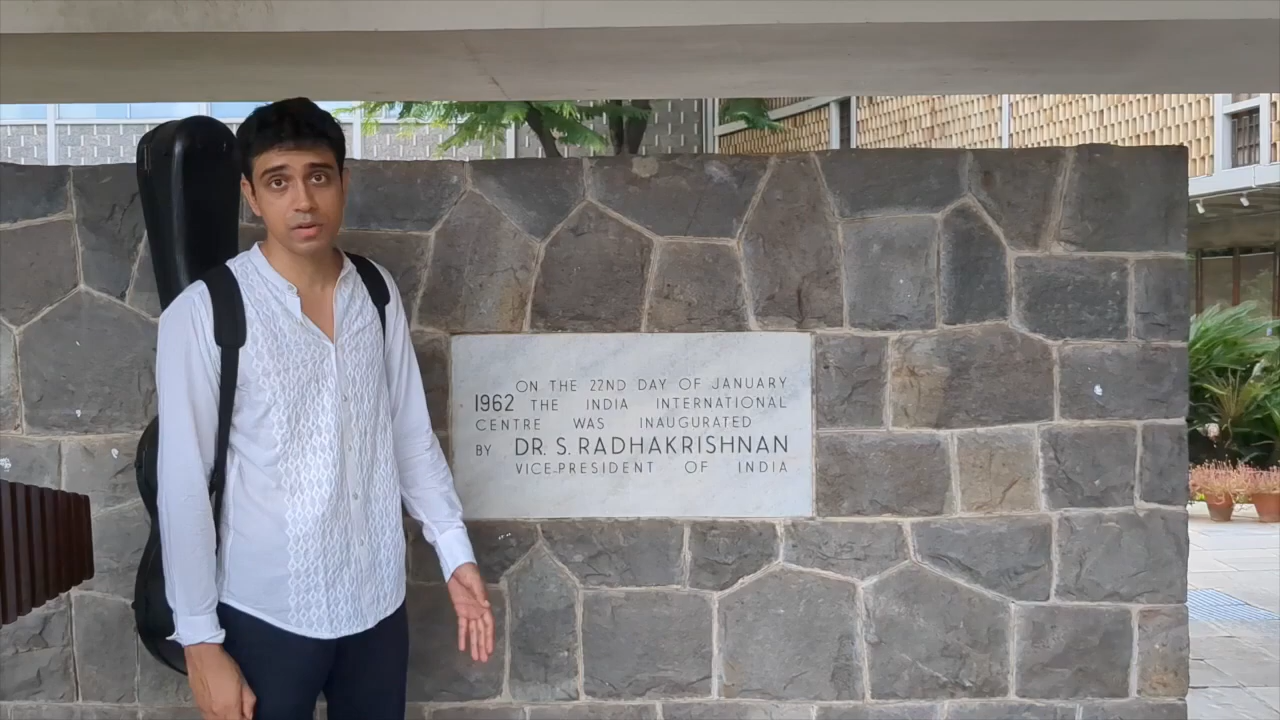 ON THE 22ND DAY OF JANUARY
1962 THE INDIA INTERNATIONAL
CENTRE WAS INAUGURATED
BY DR. S. RADHAKRISHNAN
VICE-PRESIDENT OF INDIA